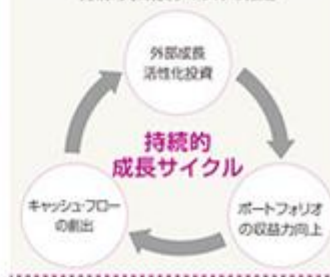 外部成長
活性化投資
持続的
成長サイクル
キャッシュ・フロー
の創出
ポートフォリオ
の収益力向上